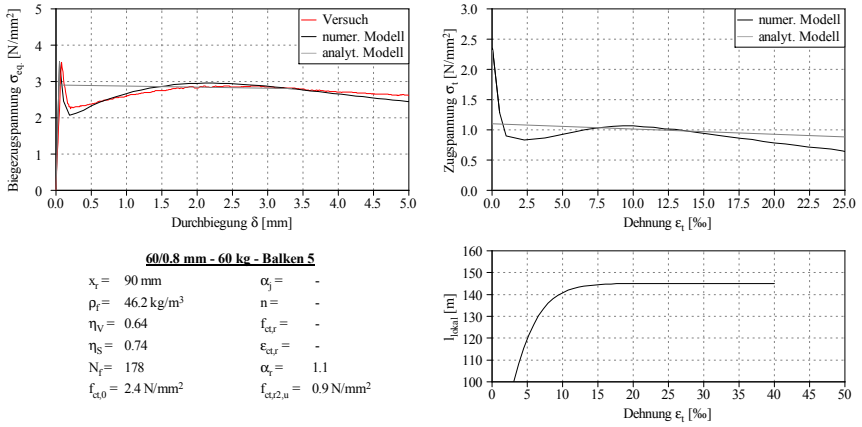 Biegezugspannung σeq. [N/mm²]
5
4
3
2
1
0
Versuch
numer. Modell
analyt. Modell
0.0 0.5 1.0 1.5 2.0 2.5 3.0 3.5 4.0 4.5 5.0
Durchbiegung δ [mm]
Zugspannung σt [N/mm²]
3.0
2.5
2.0
1.5
1.0
0.5
0.0
numer. Modell
analyt. Modell
0.0 2.5 5.0 7.5 10.0 12.5 15.0 17.5 20.0 22.5 25.0
Dehnung εt [‰]
60/0.8 mm - 60 kg - Balken 5
xr = 90 mm αj = -
ρf = 46.2 kg/m³ n = -
ηV = 0.64 fct,r = -
ηS = 0.74 εct,r = -
Nf = 178 αr = 1.1
fct,0 = 2.4 N/mm² fct,r2,u = 0.9 N/mm²
llokal [m]
160
150
140
130
120
110
100
0 5 10 15 20 25 30 35 40 45 50
Dehnung εt [‰]